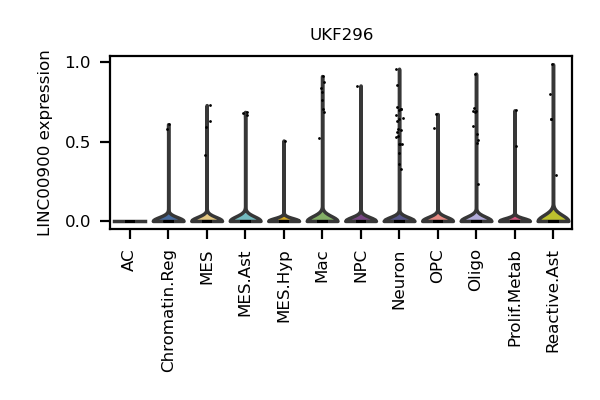 UKF296
LINC00900 expression
1.0
0.5
0.0
AC
Chromatin.Reg
MES
MES.Ast
MES.Hyp
Mac
NPC
Neuron
OPC
Oligo
Prolif.Metab
Reactive.Ast